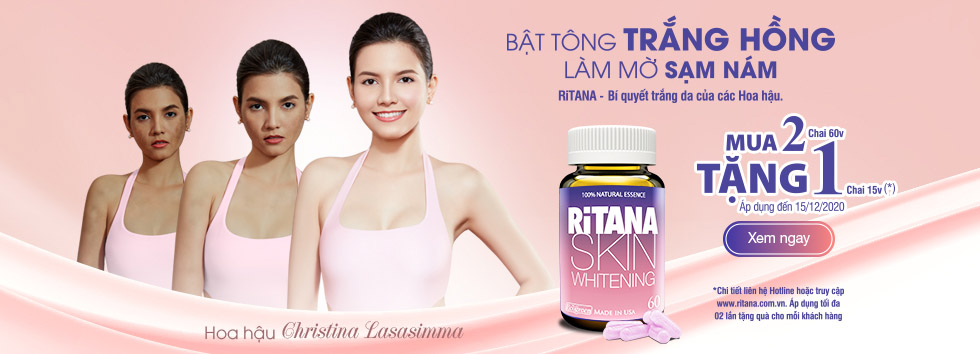 BẬT TÔNG TRẮNG HỒNG
LÀM MỜ SẠM NÁM
RiTANA - Bí quyết trắng da của các Hoa hậu.
MUA 2 Chai 60v
TẶNG 1 Chai 15v (*)
Áp dụng đến 15/12/2020
Xem ngay
*Chi tiết liên hệ Hotline hoặc truy cập
www.ritana.com.vn. Áp dụng tối đa
02 lần tặng quà cho mỗi khách hàng
100% NATURAL ESSENCE
RiTANA
SKIN
WHITENING
60
MADE IN USA
Hoa hậu Christina Lasasimma